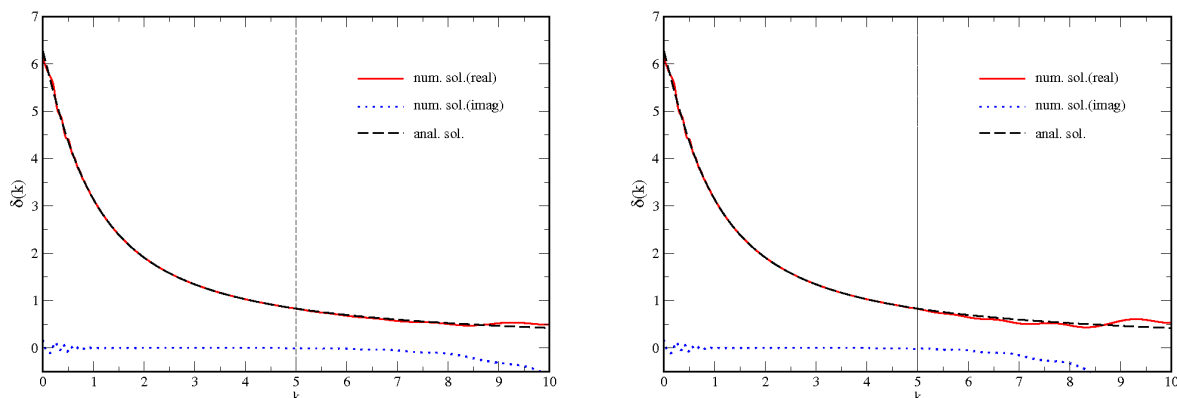 7
6
5
4
3
2
1
0
δ(k)
num. sol.(real)
num. sol.(imag)
anal. sol.
0 1 2 3 4 5 6 7 8 9 10
k
7
6
5
4
3
2
1
0
δ(k)
num. sol.(real)
num. sol.(imag)
anal. sol.
0 1 2 3 4 5 6 7 8 9 10
k